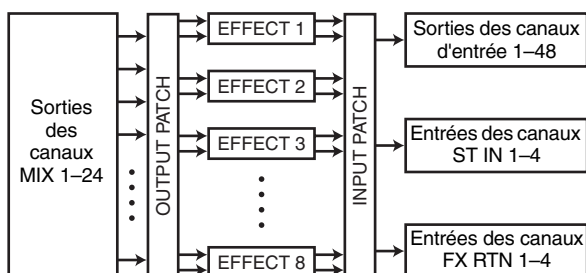 Sorties
des
canaux
MIX 1–24
OUTPUT PATCH
EFFECT 1
EFFECT 2
EFFECT 3
EFFECT 8
INPUT PATCH
Sorties des canaux
d'entrée 1–48
Entrées des canaux
ST IN 1–4
Entrées des canaux
FX RTN 1–4